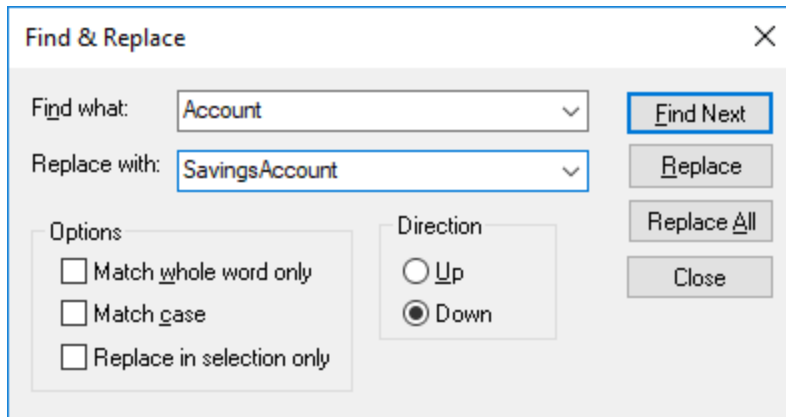 Find & Replace
Find what: Account Find Next
Replace with: SavingsAccount Replace
Options Direction Replace All
Match whole word only Up Close
Match case Down
Replace in selection only